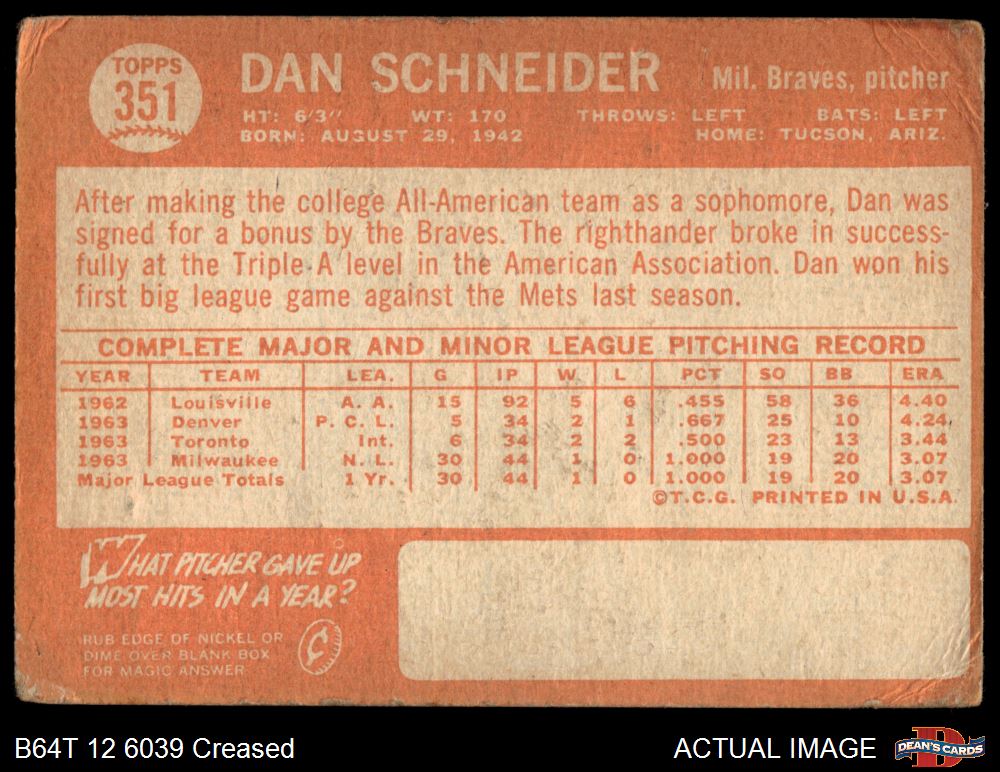 TOPPS
351
DAN SCHNEIDER
Mil. Braves, pitcher
HT: 6'3" WT: 170 THROWS: LEFT BATS: LEFT
BORN: AUGUST 29, 1942 HOME: TUCSON, ARIZ.
After making the college All-American team as a sophomore, Dan was
signed for a bonus by the Braves. The righthander broke in success-
fully at the Triple-A level in the American Association. Dan won his
first big league game against the Mets last season.
COMPLETE MAJOR AND MINOR LEAGUE PITCHING RECORD
YEAR TEAM LEA. G IP W L PCT SO BB ERA
1962 Louisville A. A. 15 92 5 6 .455 58 36 4.40
1963 Denver P. C. L. 5 34 2 1 .667 25 10 4.24
1963 Toronto Int. 6 34 2 2 .500 23 13 3.44
1963 Milwaukee N. L. 30 44 1 0 1.000 19 20 3.07
Major League Totals 1 Yr. 30 44 1 0 1.000 19 20 3.07
©T.C.G. PRINTED IN U.S.A.
WHAT PITCHER GAVE UP
MOST HITS IN A YEAR?
RUB EDGE OF NICKEL OR
DIME OVER BLANK BOX
FOR MAGIC ANSWER
¢
B64T 12 6039 Creased
ACTUAL IMAGE
DEAN'S CARDS